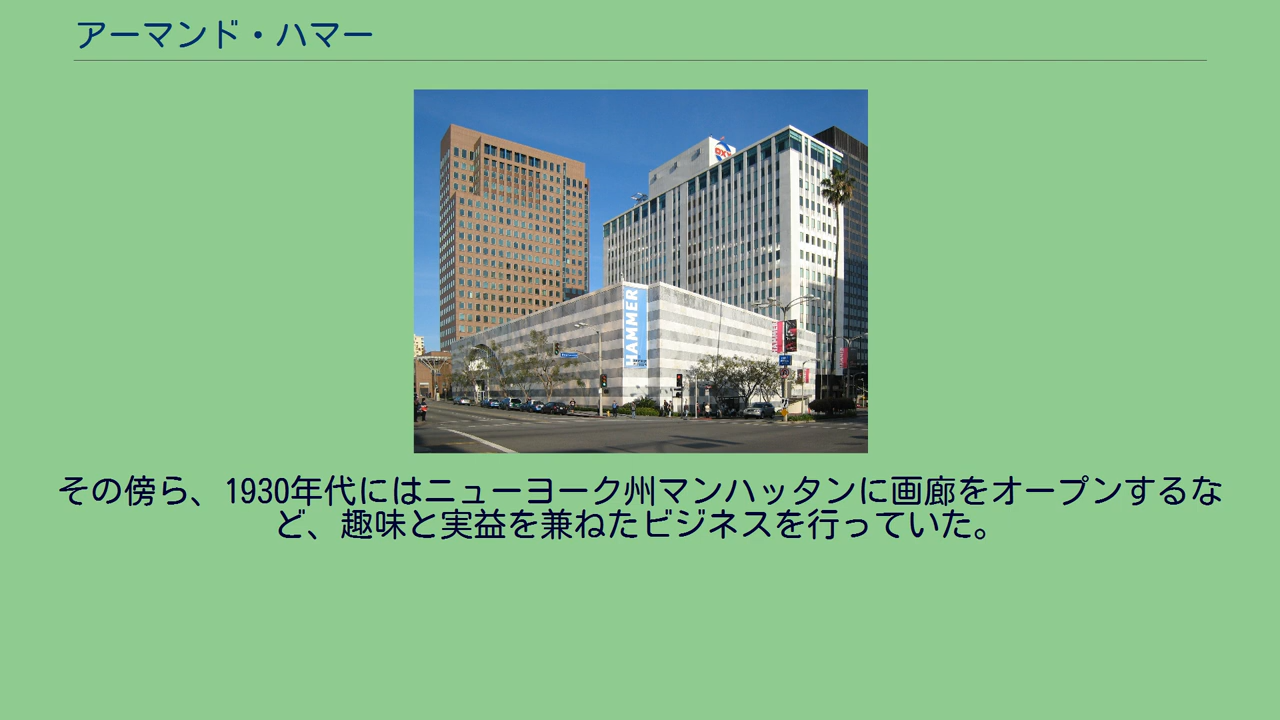 アーマンド・ハマー
OXY
HAMMER
HAMMER
その傍ら、1930年代にはニューヨーク州マンハッタンに画廊をオープンするな
ど、趣味と実益を兼ねたビジネスを行っていた。